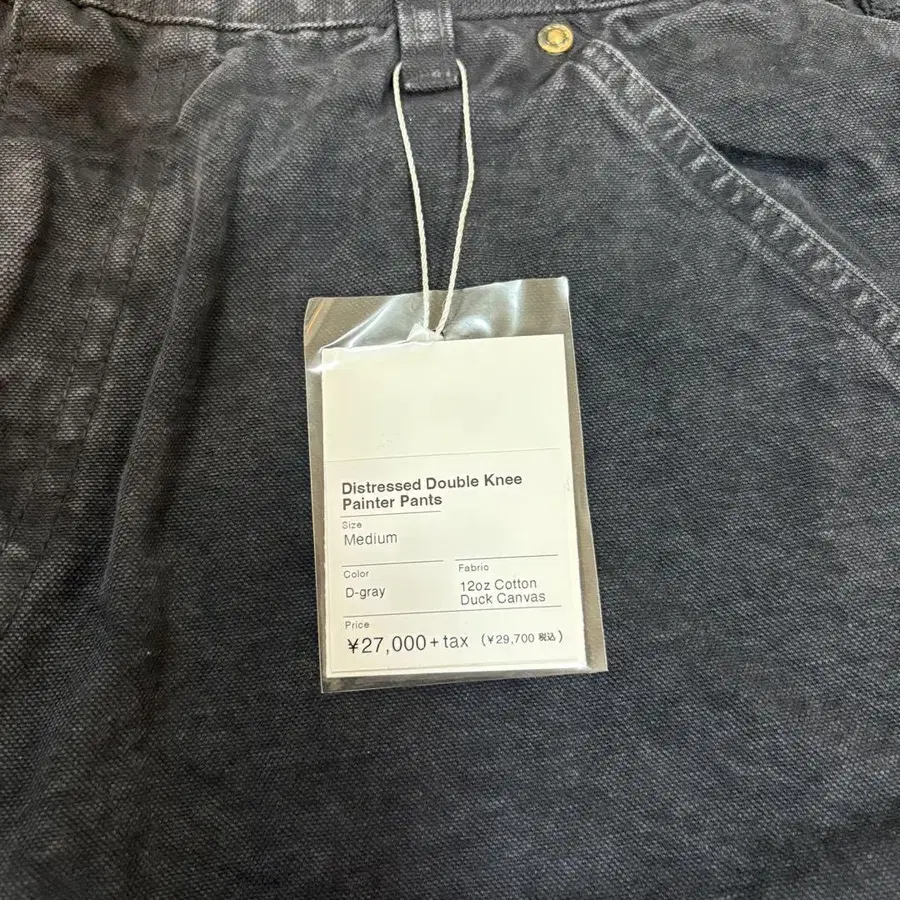 Distressed Double Knee
Painter Pants
Size
Medium
Color
D-gray
Fabric
12oz Cotton
Duck Canvas
Price
¥27,000+tax (¥29,700 税込)